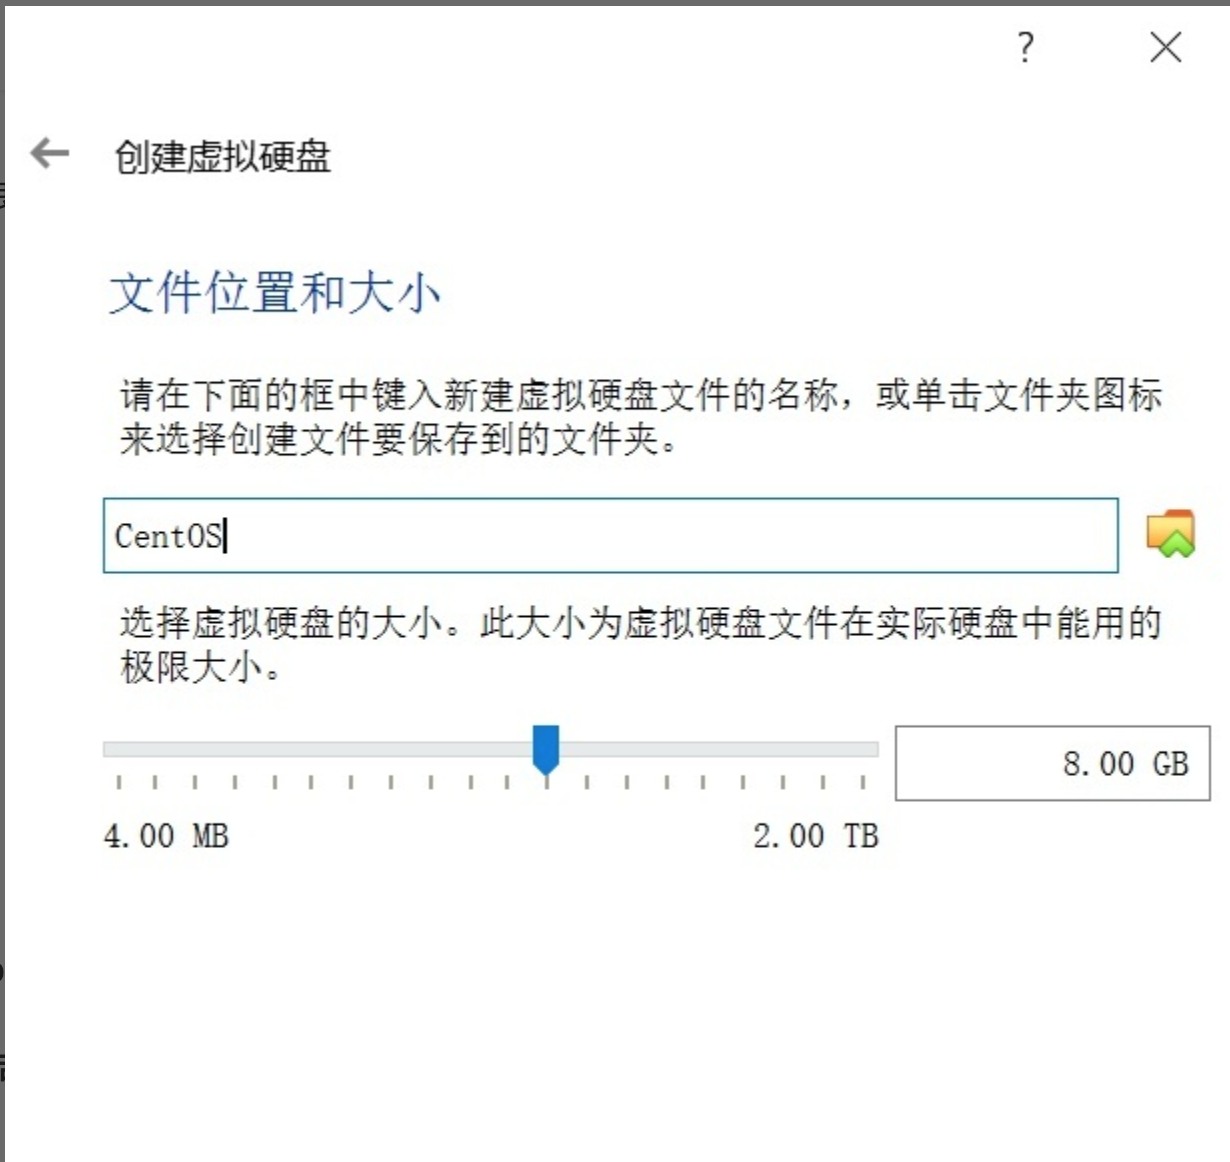 ?
创建虚拟硬盘
文件位置和大小
请在下面的框中键入新建虚拟硬盘文件的名称，或单击文件夹图标
来选择创建文件要保存到的文件夹。
CentOS
选择虚拟硬盘的大小。此大小为虚拟硬盘文件在实际硬盘中能用的
极限大小。
8.00 GB
4.00 MB 2.00 TB